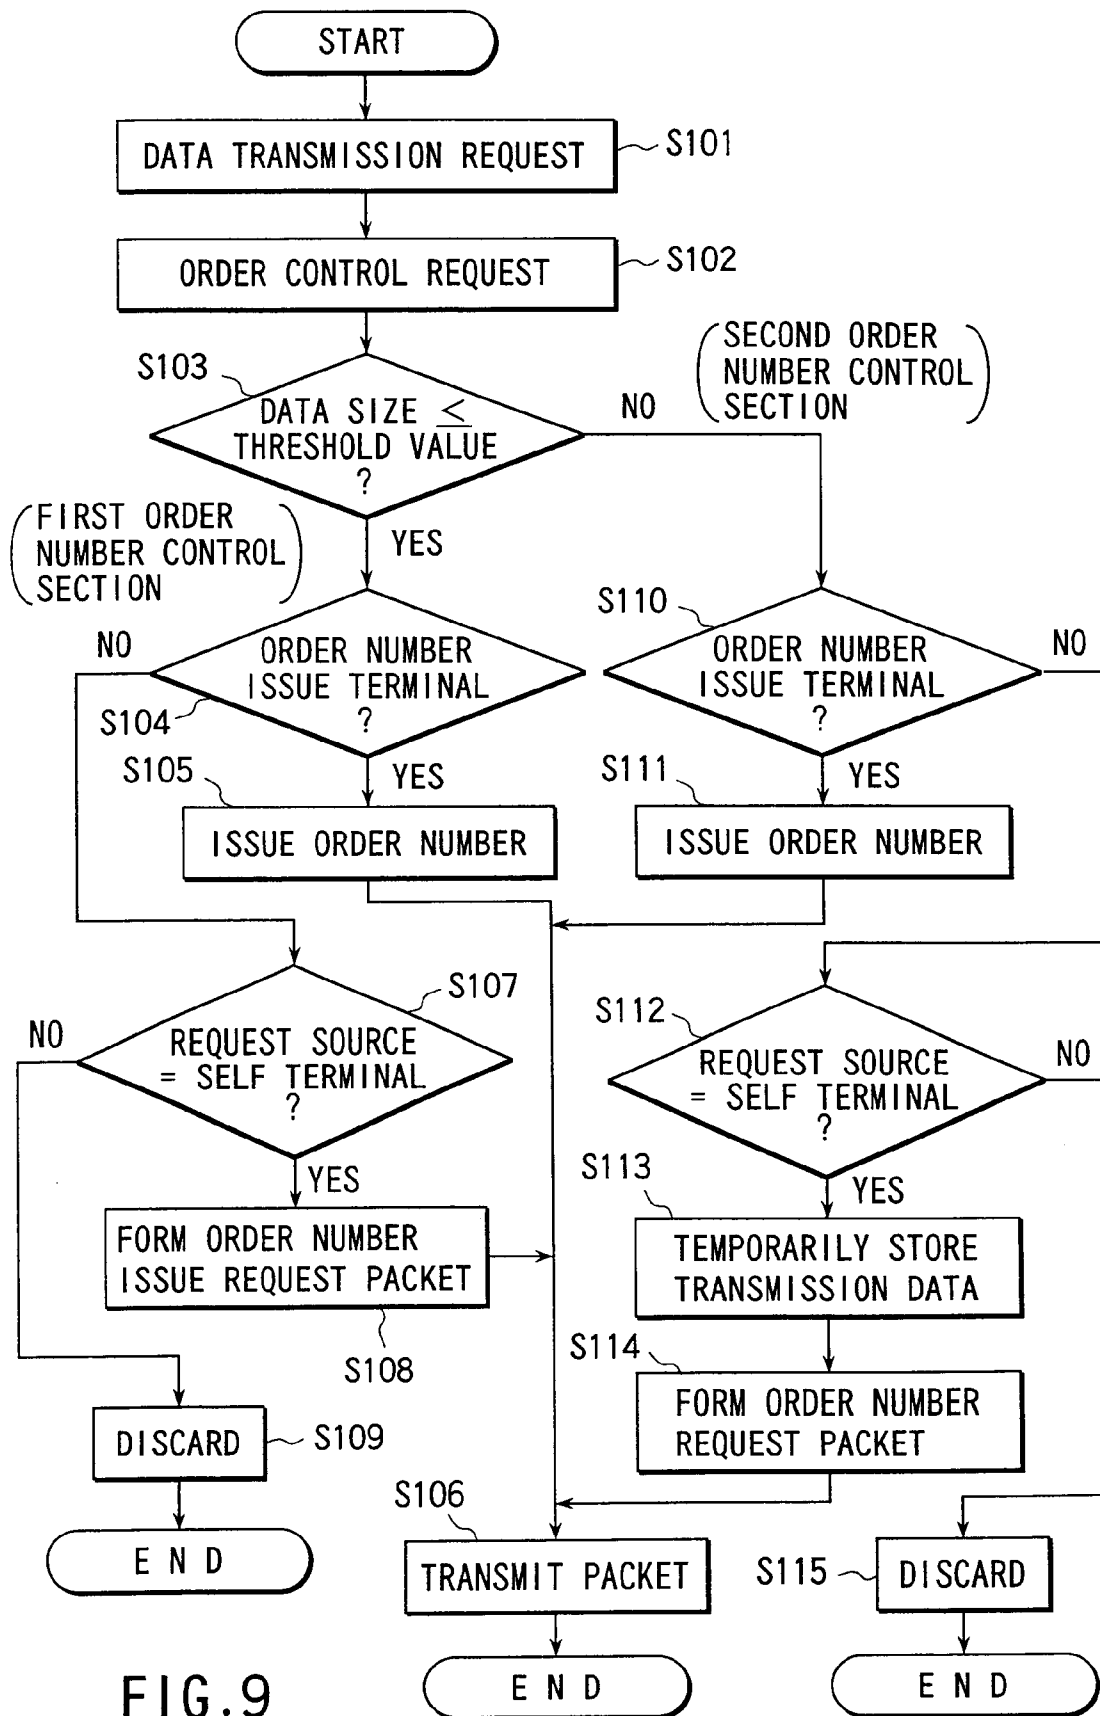 START
DATA TRANSMISSION REQUEST
S101
ORDER CONTROL REQUEST
S102
S103
DATA SIZE ≤
THRESHOLD VALUE
?
NO
(SECOND ORDER
NUMBER CONTROL
SECTION)
YES
(FIRST ORDER
NUMBER CONTROL
SECTION)
NO
ORDER NUMBER
ISSUE TERMINAL
?
S104
YES
S105
ISSUE ORDER NUMBER
S110
ORDER NUMBER
ISSUE TERMINAL
?
NO
YES
S111
ISSUE ORDER NUMBER
S107
NO
REQUEST SOURCE
= SELF TERMINAL
?
YES
FORM ORDER NUMBER
ISSUE REQUEST PACKET
S108
DISCARD
S109
END
S112
REQUEST SOURCE
= SELF TERMINAL
?
NO
YES
S113
TEMPORARILY STORE
TRANSMISSION DATA
S114
FORM ORDER NUMBER
REQUEST PACKET
S106
TRANSMIT PACKET
END
S115
DISCARD
END
FIG.9